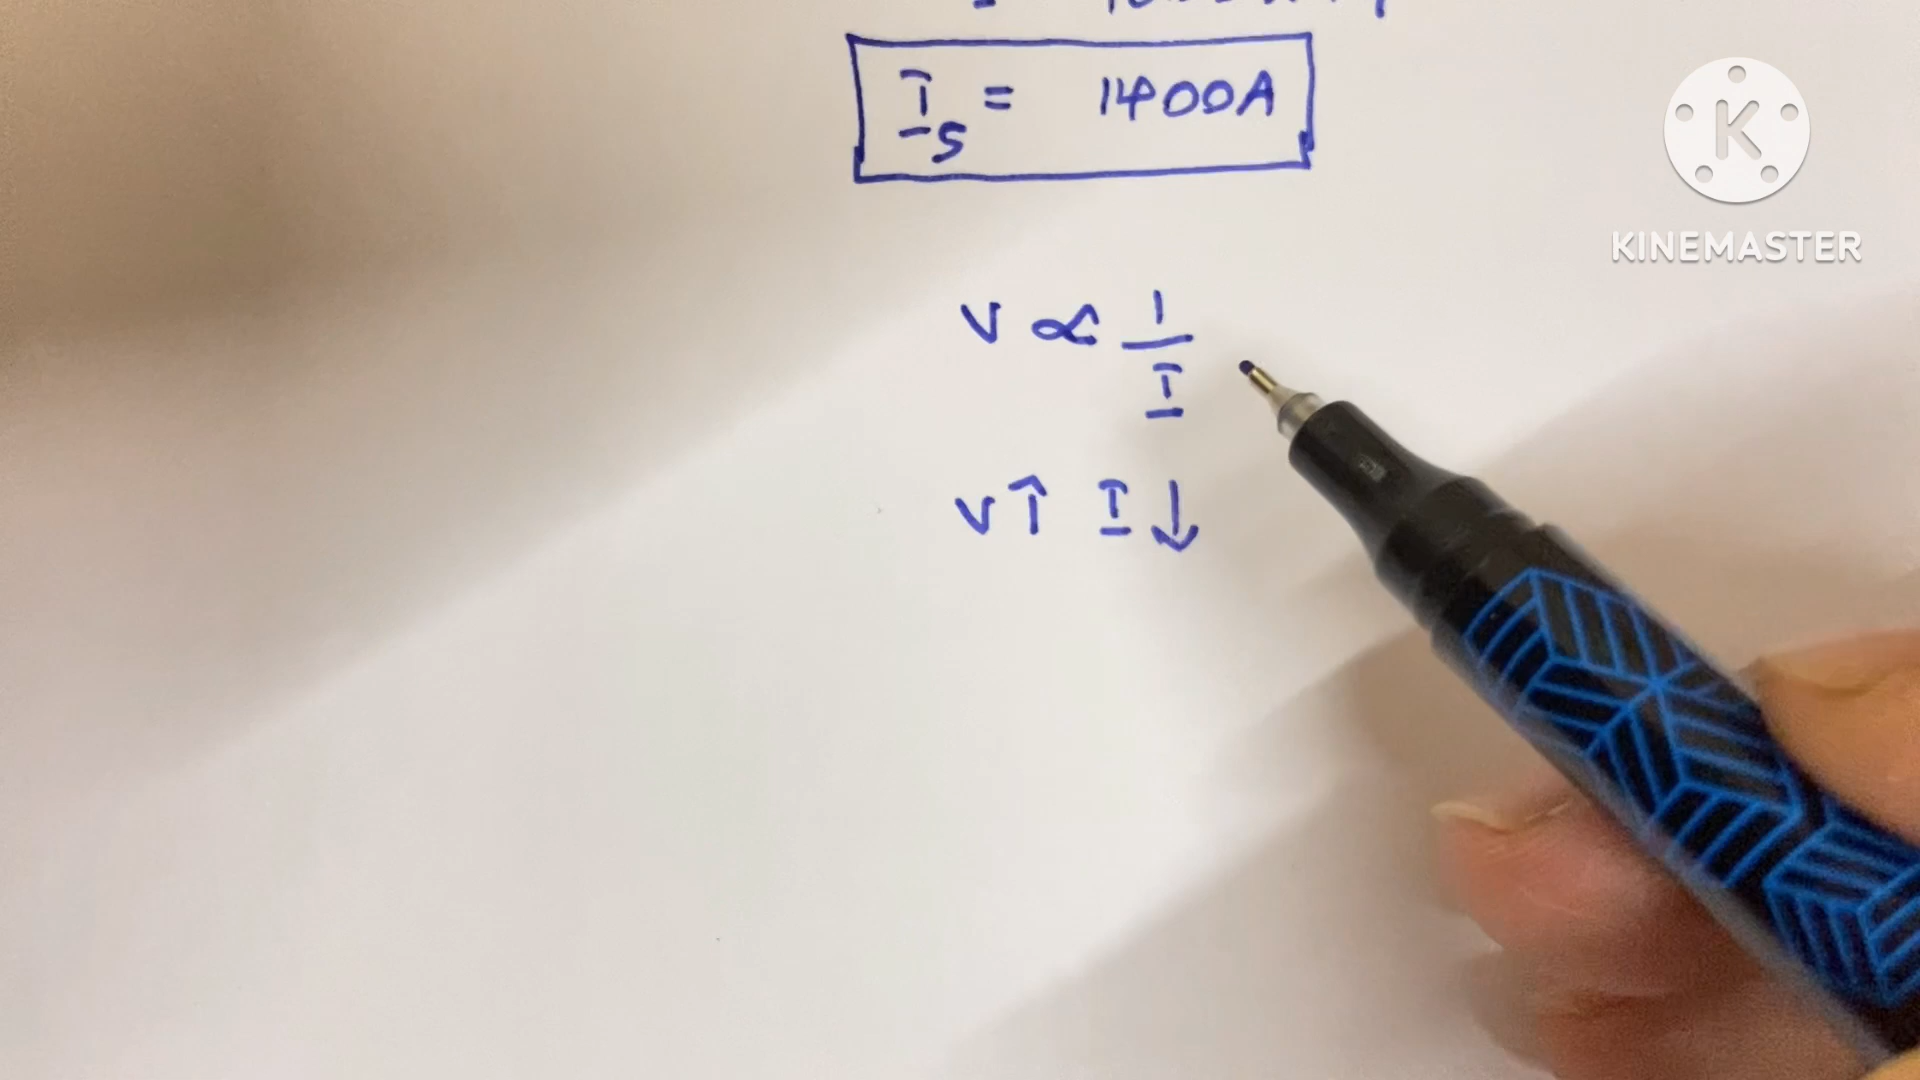 I_S = 1400A
K
KINEMASTER
V ∝ 1/I
V↑ I↓